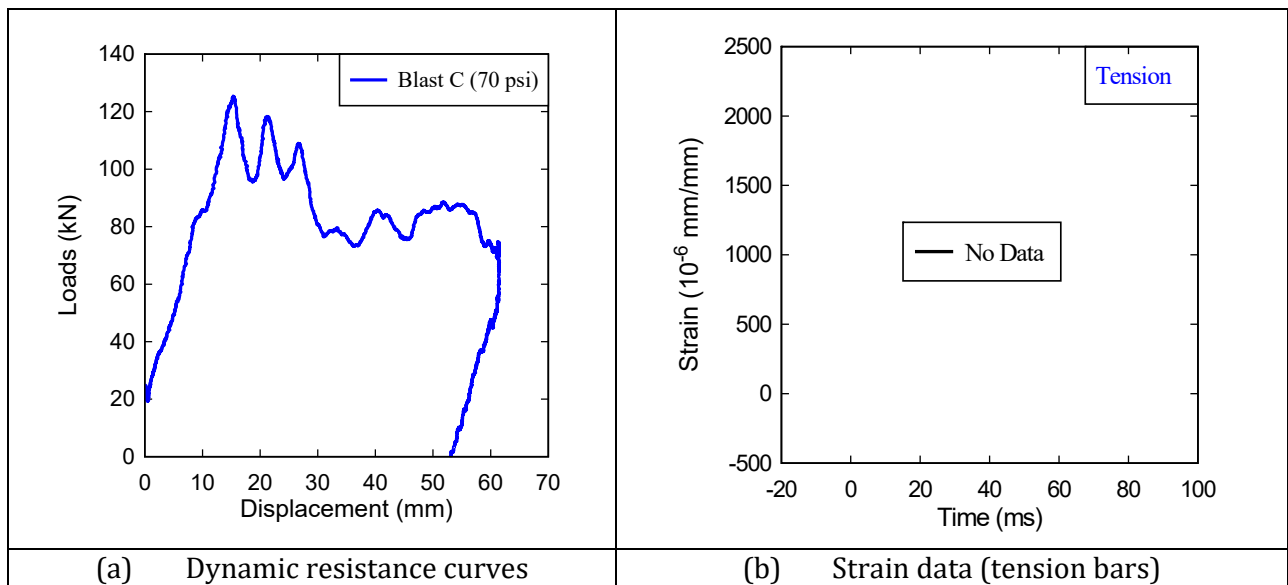 140
120
100
80
60
40
20
0
Loads (kN)
Blast C (70 psi)
0 10 20 30 40 50 60 70
Displacement (mm)
(a) Dynamic resistance curves
2500
2000
1500
1000
500
0
-500
Strain (10-6 mm/mm)
Tension
No Data
-20 0 20 40 60 80 100
Time (ms)
(b) Strain data (tension bars)